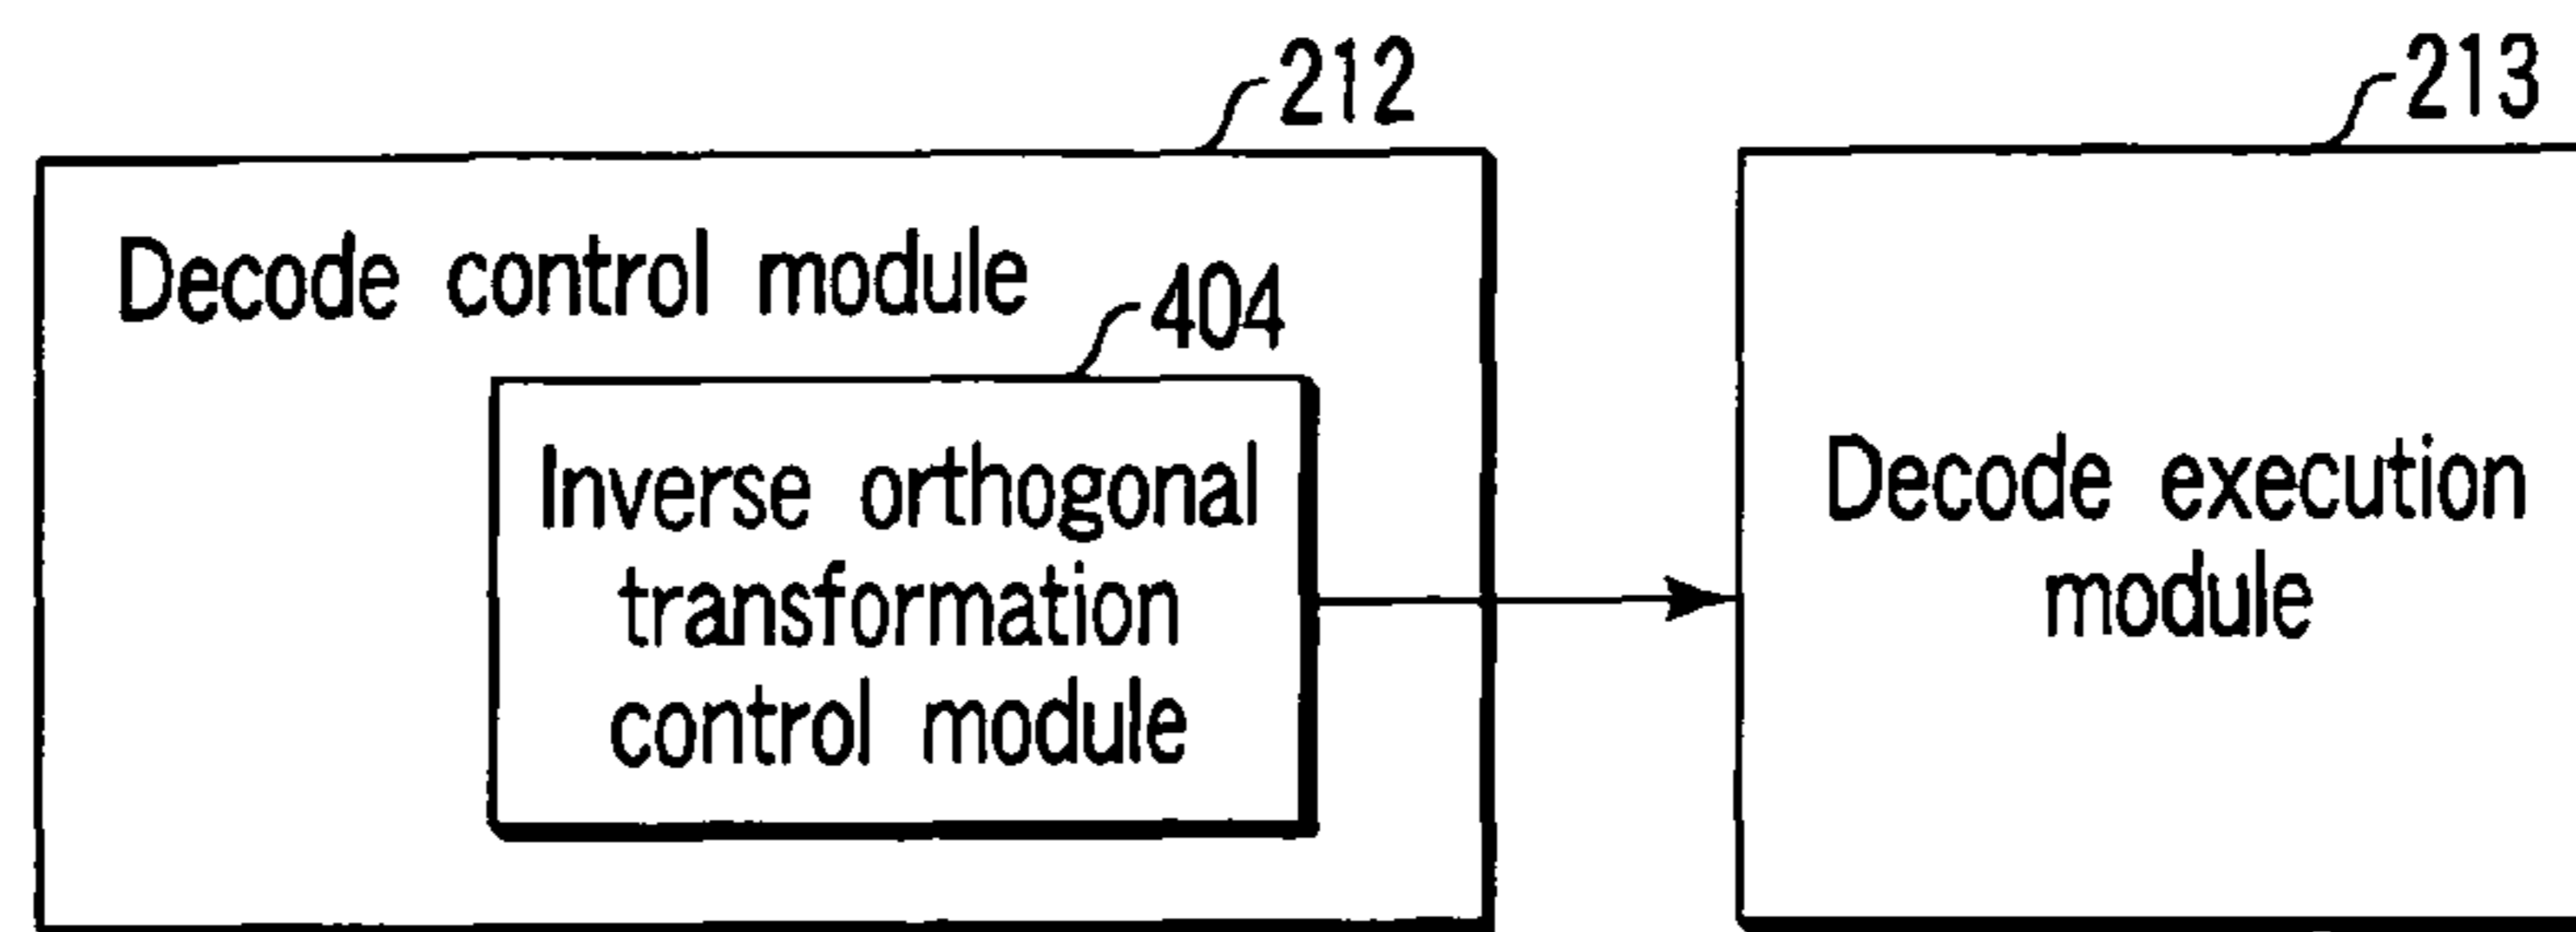 212
213
Decode control module
404
Inverse orthogonal
transformation
control module
Decode execution
module